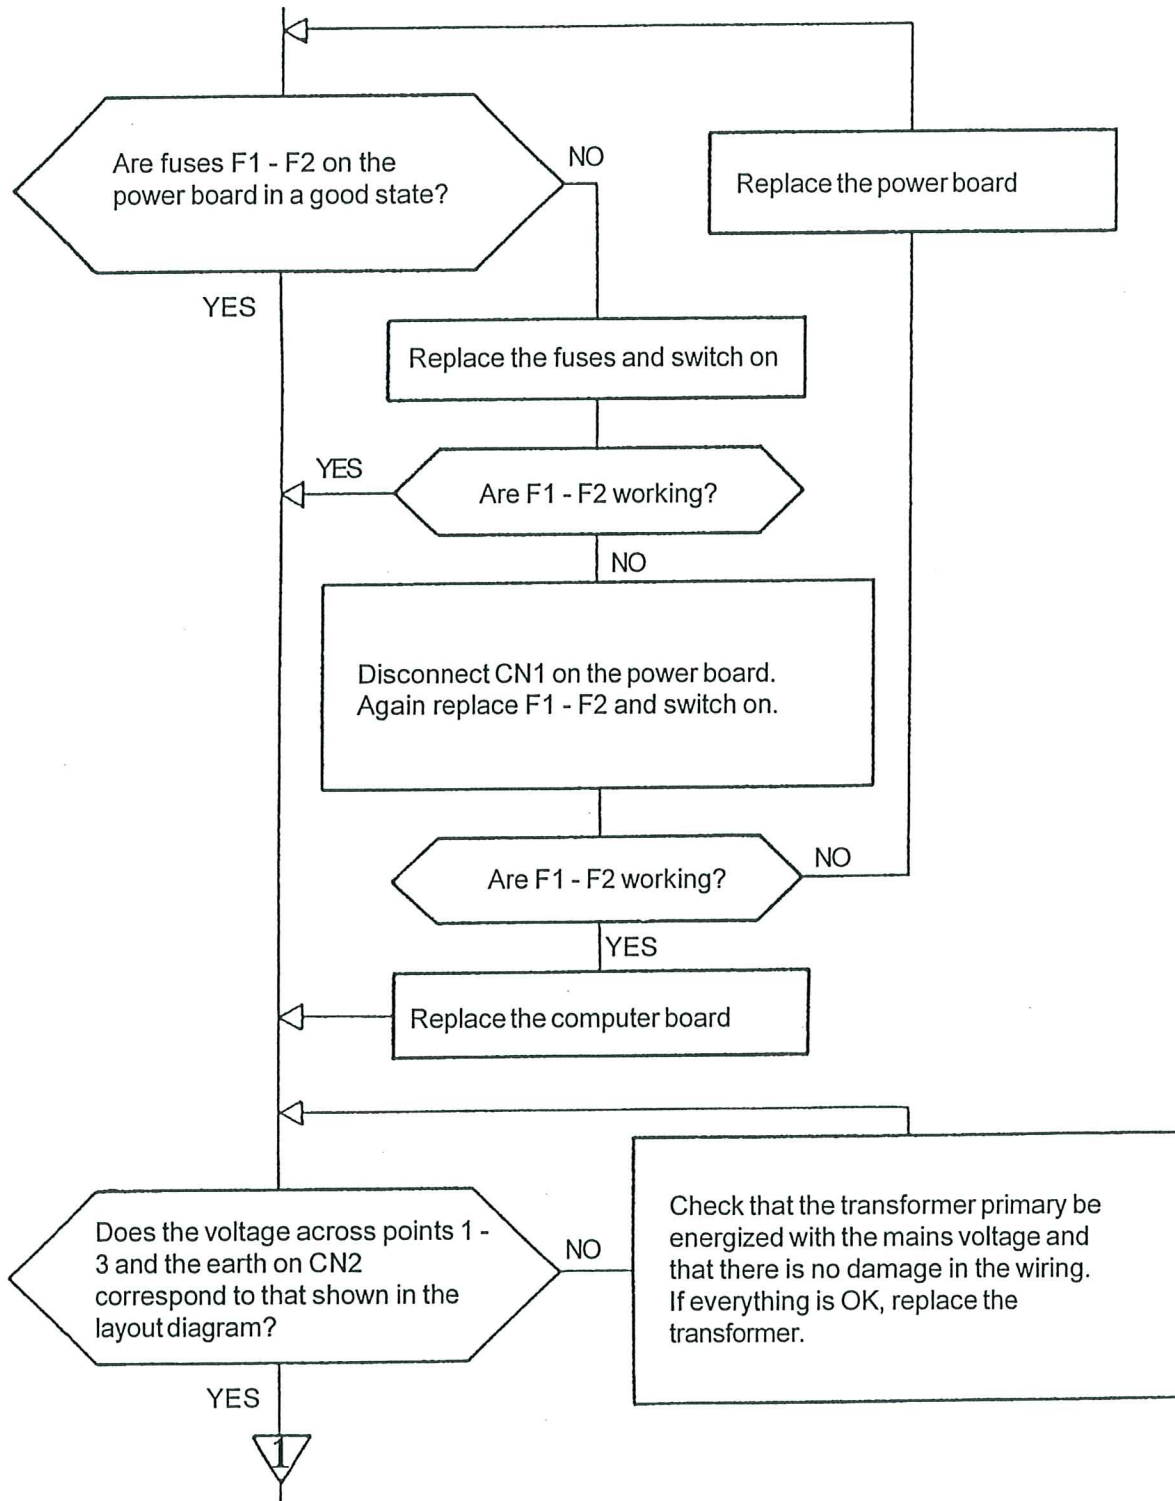 Are fuses F1 - F2 on the
power board in a good state?
NO
Replace the power board
YES
Replace the fuses and switch on
YES
Are F1 - F2 working?
NO
Disconnect CN1 on the power board.
Again replace F1 - F2 and switch on.
Are F1 - F2 working?
NO
YES
Replace the computer board
Does the voltage across points 1 -
3 and the earth on CN2
correspond to that shown in the
layout diagram?
NO
Check that the transformer primary be
energized with the mains voltage and
that there is no damage in the wiring.
If everything is OK, replace the
transformer.
YES
1